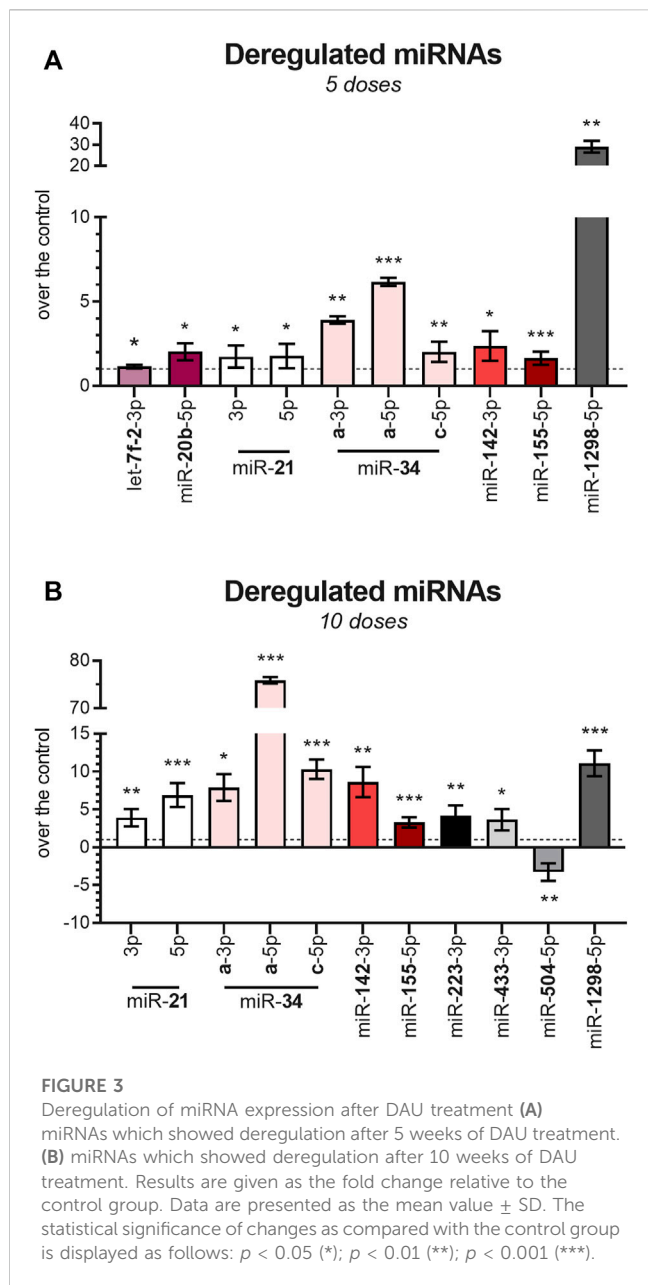 A
Deregulated miRNAs
5 doses
over the control
40
30
20
10
5
0
*
*
*
*
**
***
**
*
***
**
let-7f-2-3p
miR-20b-5p
3p
5p
a-3p
a-5p
c-5p
miR-142-3p
miR-155-5p
miR-1298-5p
miR-21
miR-34
B
Deregulated miRNAs
10 doses
over the control
80
70
15
10
5
0
-5
-10
**
***
*
***
***
**
***
**
*
**
***
3p
5p
a-3p
a-5p
c-5p
miR-142-3p
miR-155-5p
miR-223-3p
miR-433-3p
miR-504-5p
miR-1298-5p
miR-21
miR-34
FIGURE 3
Deregulation of miRNA expression after DAU treatment (A)
miRNAs which showed deregulation after 5 weeks of DAU treatment.
(B) miRNAs which showed deregulation after 10 weeks of DAU
treatment. Results are given as the fold change relative to the
control group. Data are presented as the mean value ± SD. The
statistical significance of changes as compared with the control group
is displayed as follows: p < 0.05 (*); p < 0.01 (**); p < 0.001 (***).